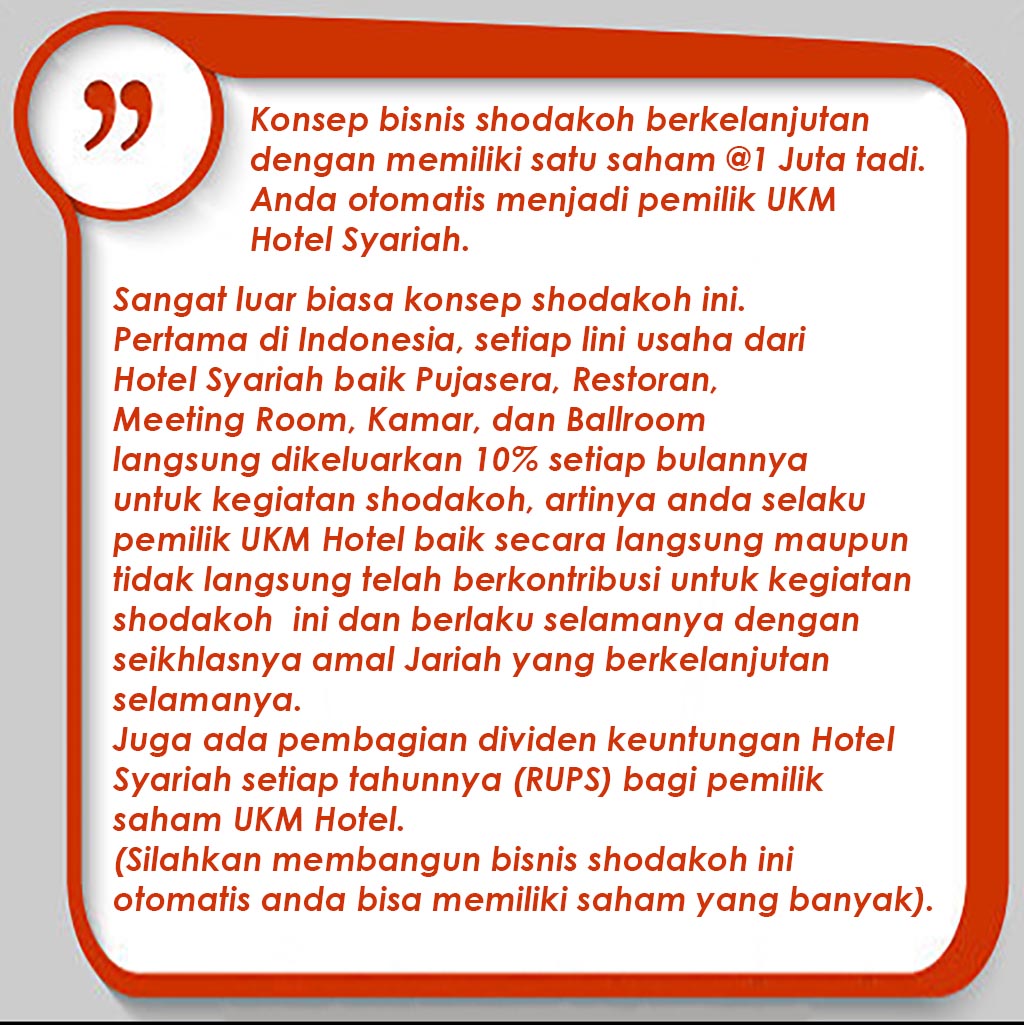 Konsep bisnis shodakoh berkelanjutan
dengan memiliki satu saham @1 Juta tadi.
Anda otomatis menjadi pemilik UKM
Hotel Syariah.
Sangat luar biasa konsep shodakoh ini.
Pertama di Indonesia, setiap lini usaha dari
Hotel Syariah baik Pujasera, Restoran,
Meeting Room, Kamar, dan Ballroom
langsung dikeluarkan 10% setiap bulannya
untuk kegiatan shodakoh, artinya anda selaku
pemilik UKM Hotel baik secara langsung maupun
tidak langsung telah berkontribusi untuk kegiatan
shodakoh  ini dan berlaku selamanya dengan
seikhlasnya amal Jariah yang berkelanjutan
selamanya.
Juga ada pembagian dividen keuntungan Hotel
Syariah setiap tahunnya (RUPS) bagi pemilik
saham UKM Hotel.
(Silahkan membangun bisnis shodakoh ini
otomatis anda bisa memiliki saham yang banyak).